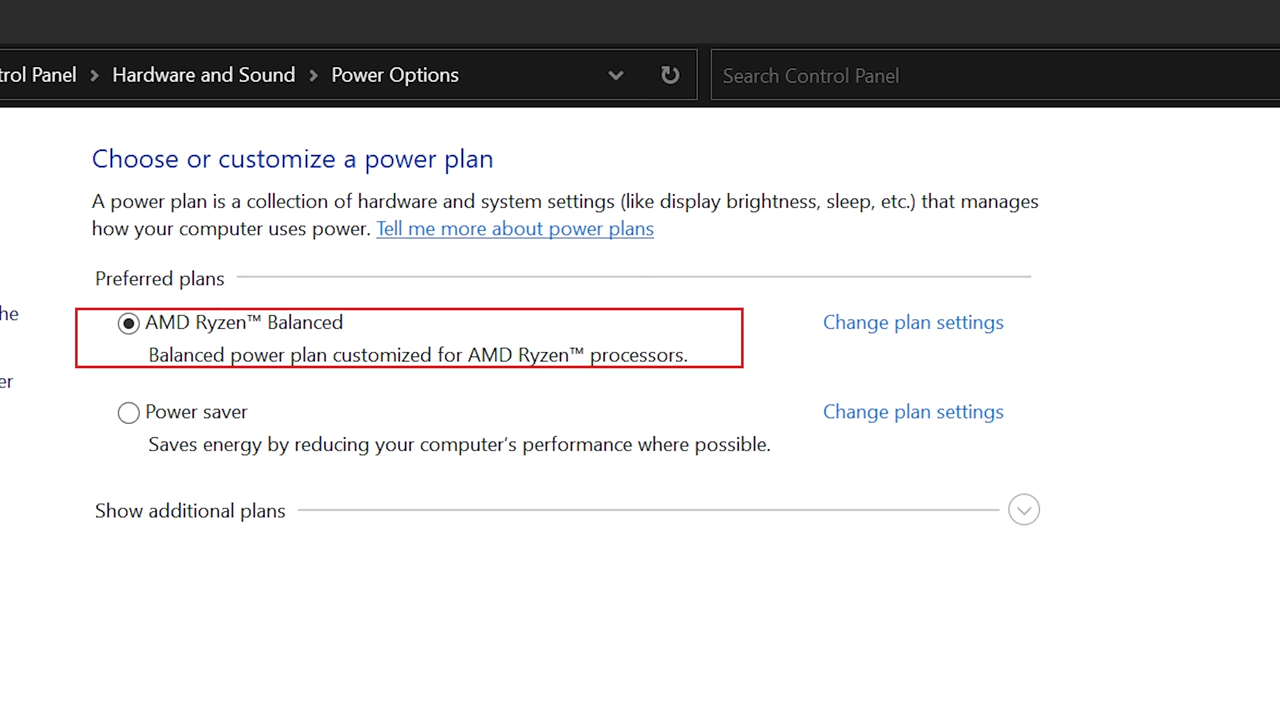 trol Panel > Hardware and Sound > Power Options
Search Control Panel
Choose or customize a power plan
A power plan is a collection of hardware and system settings (like display brightness, sleep, etc.) that manages
how your computer uses power. Tell me more about power plans
Preferred plans
he
AMD Ryzen™ Balanced
Change plan settings
Balanced power plan customized for AMD Ryzen™ processors.
er
Power saver
Change plan settings
Saves energy by reducing your computer's performance where possible.
Show additional plans